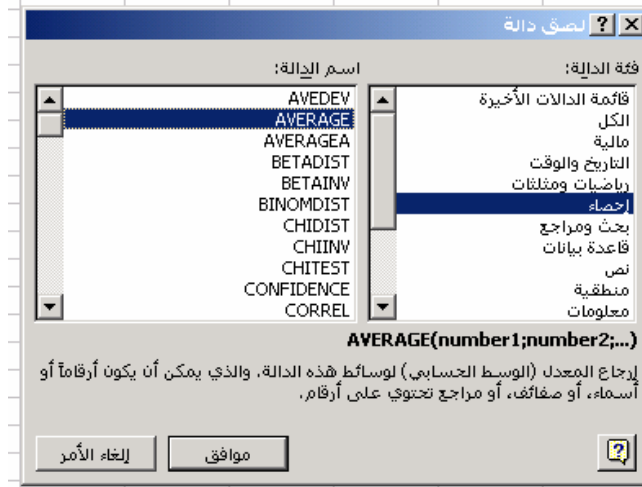 لصق دالة
فئة الدالة:
قائمة الدالات الأخيرة
الكل
مالية
التاريخ والوقت
رياضيات ومثلثات
إحصاء
بحث ومراجع
قاعدة بيانات
نص
منطقية
معلومات
اسم الدالة:
AVEDEV
AVERAGE
AVERAGEA
BETADIST
BETAINV
BINOMDIST
CHIDIST
CHIINV
CHITEST
CONFIDENCE
CORREL
AVERAGE(number1;number2;...)
إرجاع المعدل (الوسط الحسابي) لوسائط هذه الدالة، والذي يمكن أن يكون أرقاماً أو
أسماء، أو صفائف، أو مراجع تحتوي على أرقام.
موافق
إلغاء الأمر